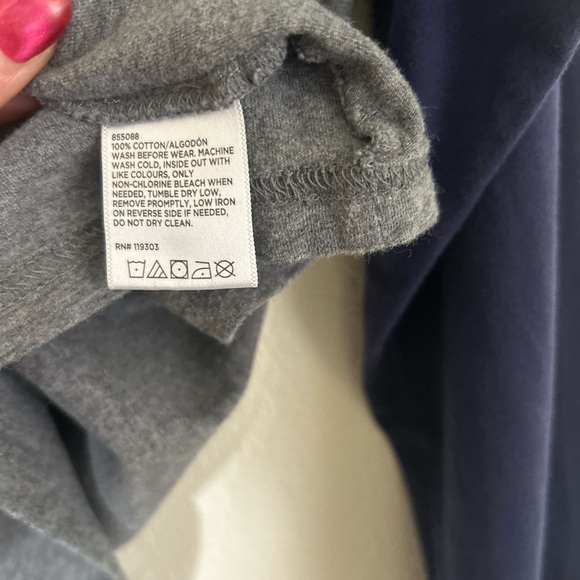 855088
100% COTTON/ALGODÓN
WASH BEFORE WEAR. MACHINE
WASH COLD, INSIDE OUT WITH
LIKE COLOURS, ONLY
NON-CHLORINE BLEACH WHEN
NEEDED, TUMBLE DRY LOW,
REMOVE PROMPTLY, LOW IRON
ON REVERSE SIDE IF NEEDED,
DO NOT DRY CLEAN.
RN# 119303